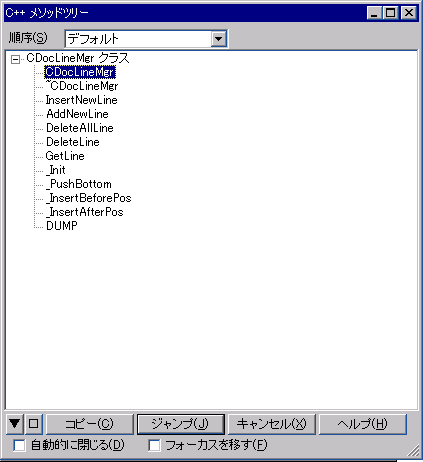 C++ メソッドツリー
順序(S) デフォルト
CDocLineMgr クラス
CDocLineMgr
~CDocLineMgr
InsertNewLine
AddNewLine
DeleteAllLine
DeleteLine
GetLine
_Init
_PushBottom
_InsertBeforePos
_InsertAfterPos
DUMP
▼ □ コピー(C) ジャンプ(J) キャンセル(X) ヘルプ(H)
自動的に閉じる(D) フォーカスを移す(F)